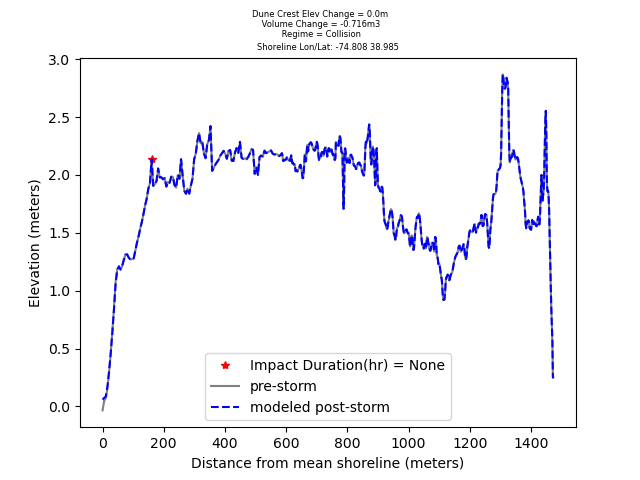 Dune Crest Elev Change = 0.0m
Volume Change = -0.716m3
Regime = Collision
Shoreline Lon/Lat: -74.808 38.985
3.0
2.5
2.0
1.5
1.0
0.5
0.0
Elevation (meters)
Impact Duration(hr) = None
pre-storm
modeled post-storm
0 200 400 600 800 1000 1200 1400
Distance from mean shoreline (meters)